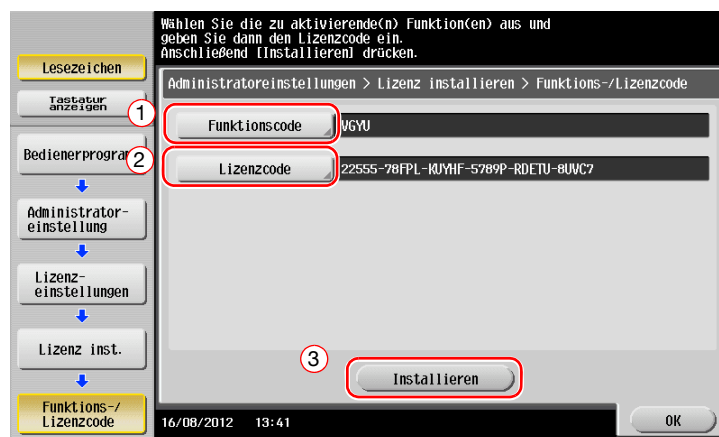 Wählen Sie die zu aktivierende(n) Funktion(en) aus und
geben Sie dann den Lizenzcode ein.
Anschließend [Installieren] drücken.
Lesezeichen
Tastatur
anzeigen
Administratoreinstellungen > Lizenz installieren > Funktions-/Lizenzcode
1
Funktionscode
VGYU
Bedienerprogram
2
Lizenzcode
22555-78FPL-KUYHF-5789P-RDETU-8UVC7
Administrator-
einstellung
Lizenz-
einstellungen
Lizenz inst.
3
Installieren
Funktions-/
Lizenzcode
16/08/2012 13:41
OK